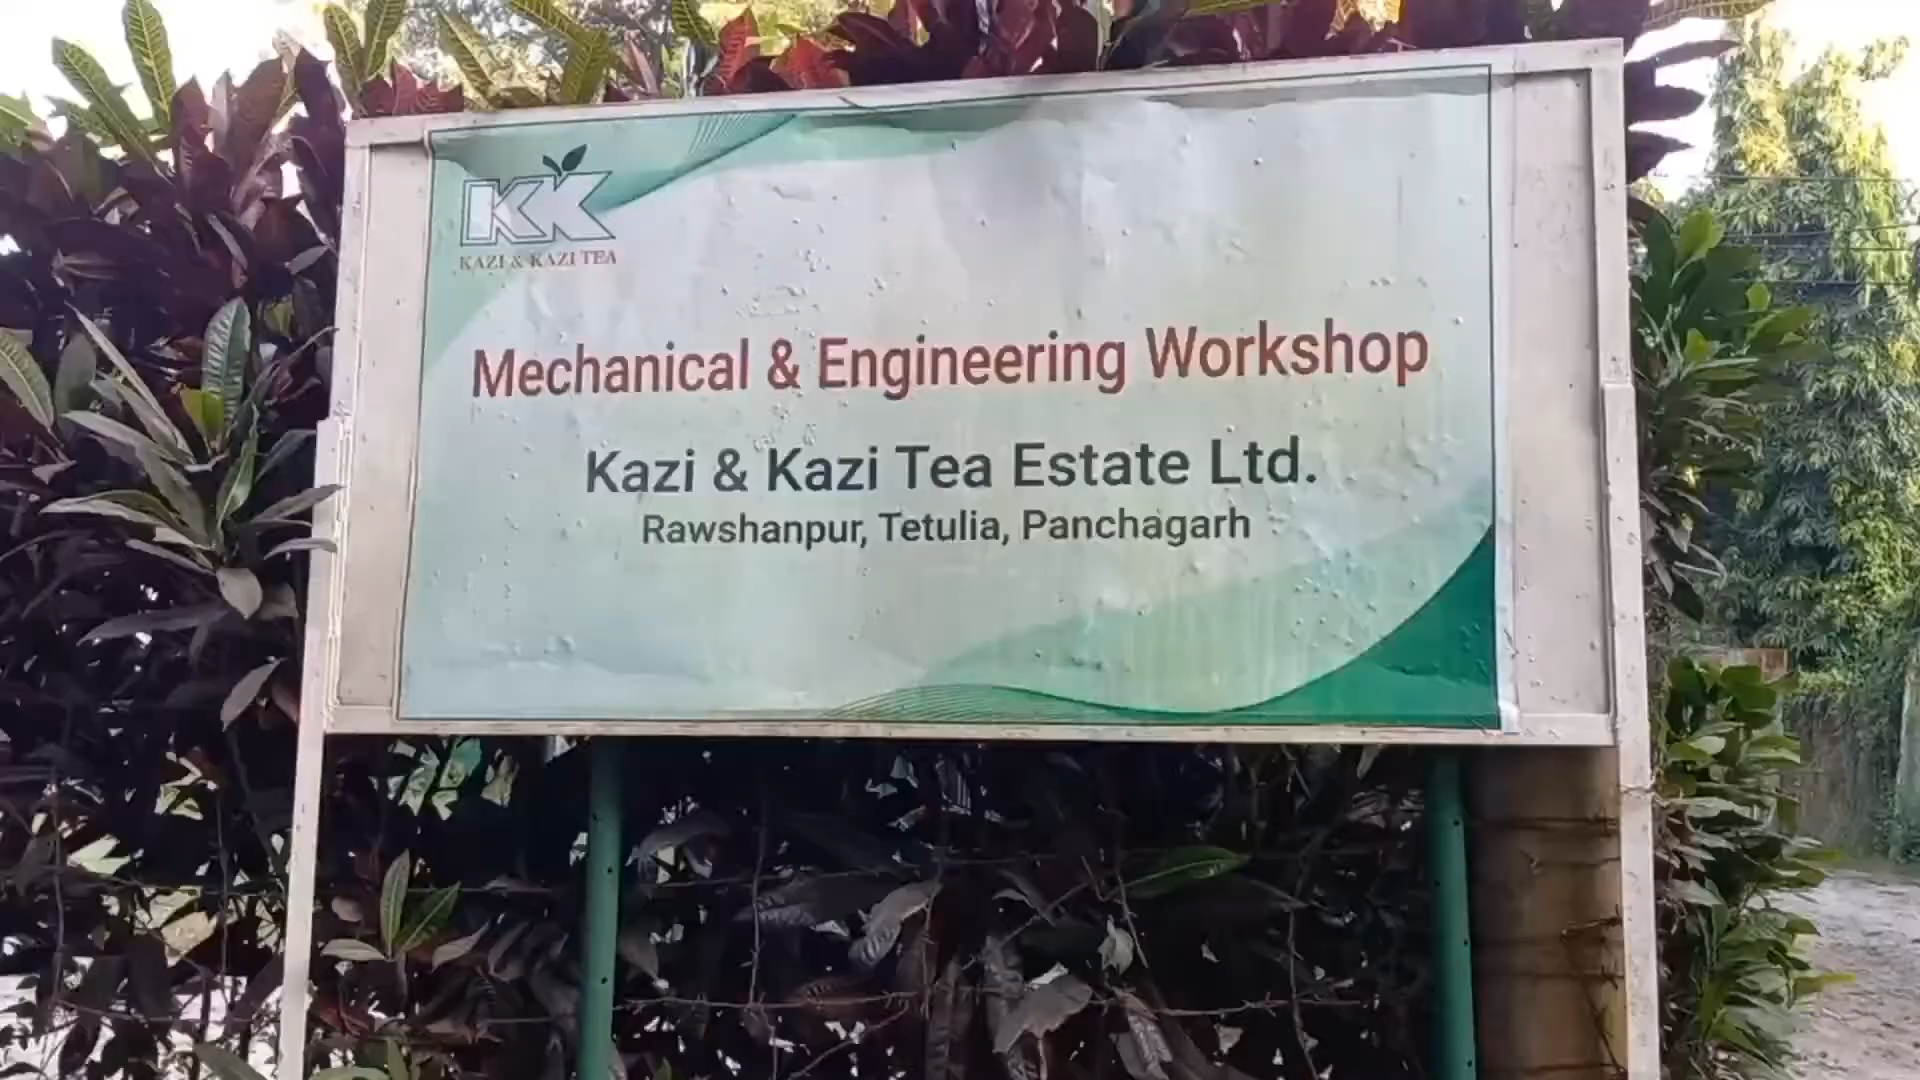 KK
KAZI & KAZI TEA
Mechanical & Engineering Workshop
Kazi & Kazi Tea Estate Ltd.
Rawshanpur, Tetulia, Panchagarh